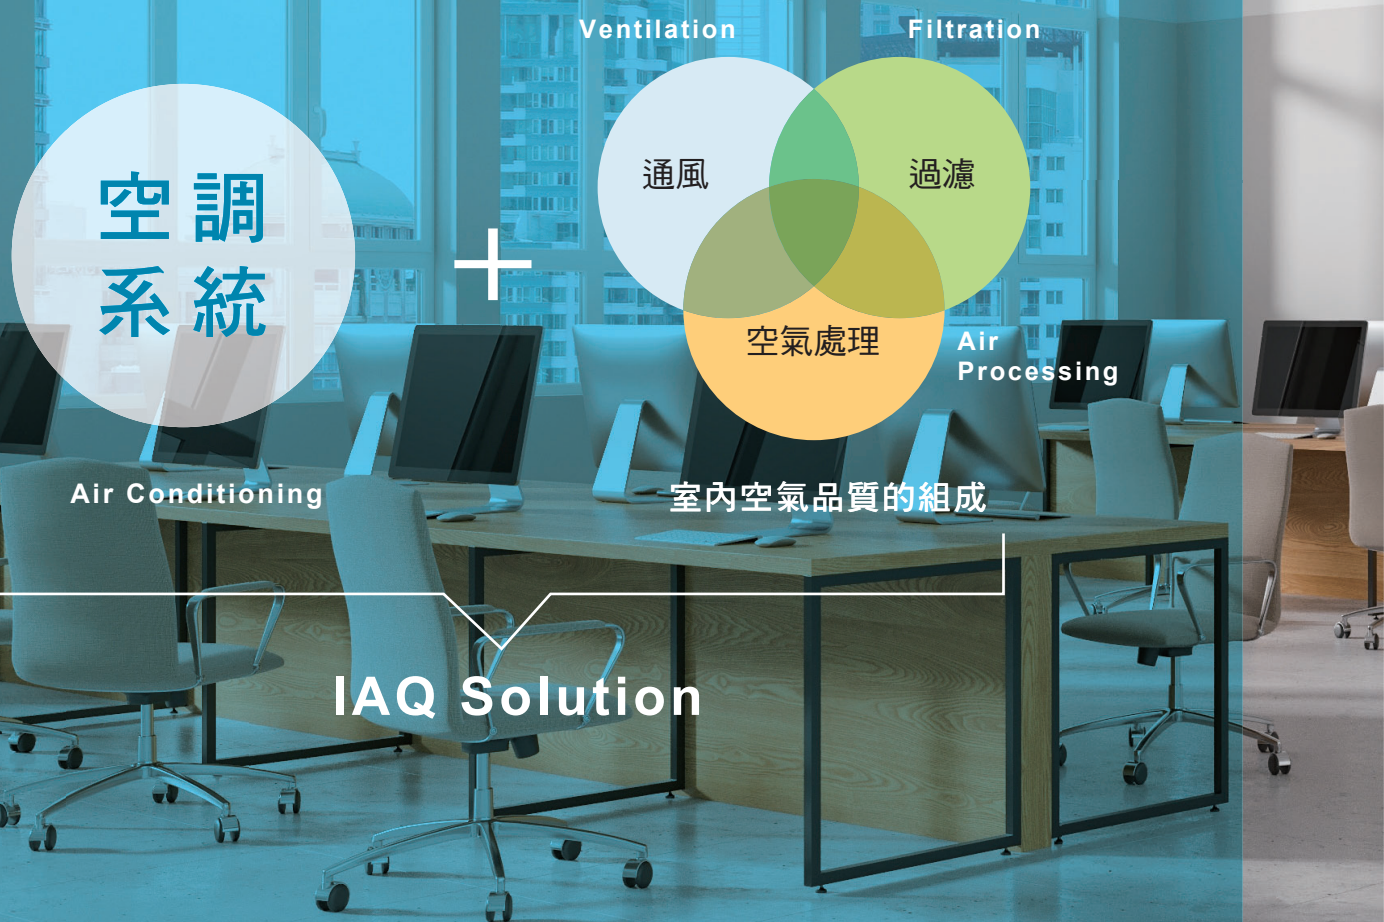 Ventilation
Filtration
通風
過濾
空調
系統
空氣處理
Air
Processing
Air Conditioning
室內空氣品質的組成
IAQ Solution